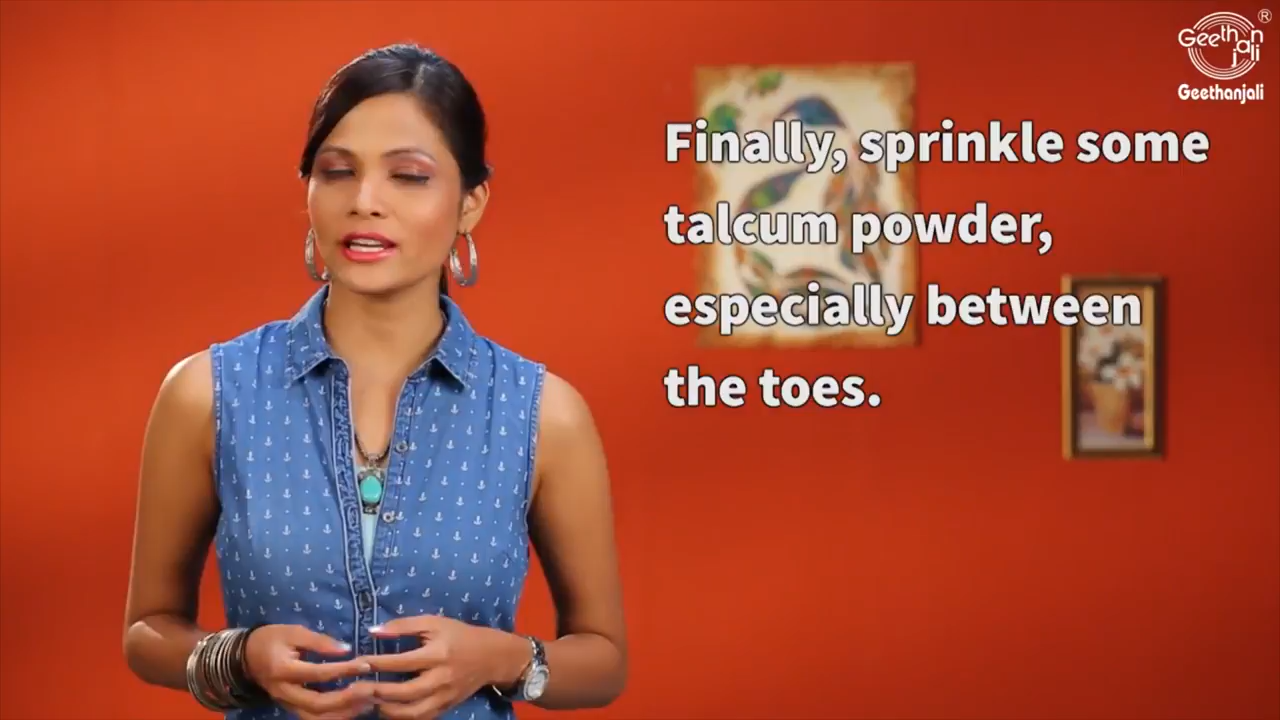 Geethanjali
®
Geethanjali
Finally, sprinkle some
talcum powder,
especially between
the toes.